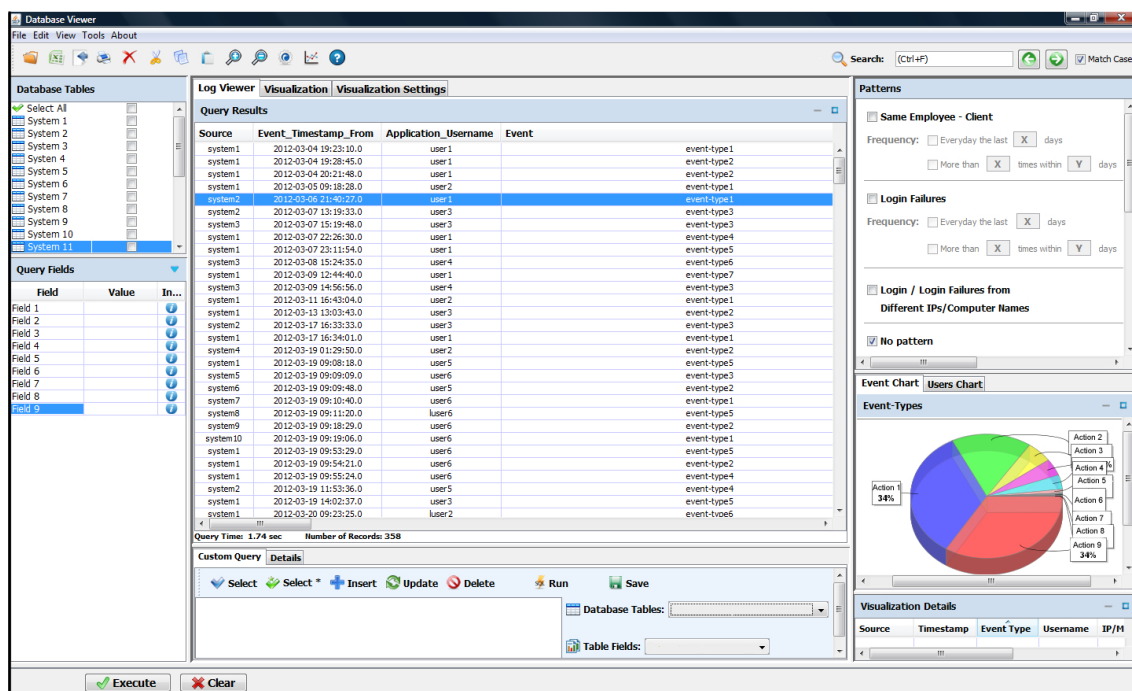 Database Viewer
File Edit View Tools About
Search: (Ctrl+F) Match Case
Database Tables
Select All
System 1
System 2
System 3
Systen 4
System 5
System 6
System 7
System 8
System 9
System 10
System 11
Query Fields
Field Value In...
Field 1
Field 2
Field 3
Field 4
Field 5
Field 6
Field 7
Field 8
Field 9
Log Viewer Visualization Visualization Settings
Query Results
Source Event_Timestamp_From Application_Username Event
system1 2012-03-04 19:23:10.0 user1 event-type1
system1 2012-03-04 19:28:45.0 user1 event-type2
system1 2012-03-04 20:21:48.0 user1 event-type2
system1 2012-03-05 09:18:28.0 user2 event-type1
system2 2012-03-06 21:40:27.0 user1 event-type1
system2 2012-03-07 13:19:33.0 user3 event-type3
system3 2012-03-07 15:19:48.0 user3 event-type3
system1 2012-03-07 22:26:30.0 user1 event-type4
system1 2012-03-07 23:11:54.0 user1 event-type5
system3 2012-03-08 15:24:35.0 user4 event-type6
system1 2012-03-09 12:44:40.0 user1 event-type7
system3 2012-03-09 14:56:56.0 user4 event-type3
system1 2012-03-11 16:43:04.0 user2 event-type1
system1 2012-03-13 13:03:43.0 user3 event-type2
system2 2012-03-17 16:33:33.0 user3 event-type3
system1 2012-03-17 16:34:01.0 user1 event-type1
system4 2012-03-19 01:29:50.0 user2 event-type2
system1 2012-03-19 09:08:18.0 user5 event-type5
system5 2012-03-19 09:09:09.0 user6 event-type3
system6 2012-03-19 09:09:48.0 user5 event-type2
system7 2012-03-19 09:10:40.0 user6 event-type1
system8 2012-03-19 09:11:20.0 luser6 event-type5
system9 2012-03-19 09:18:29.0 user6 event-type2
system10 2012-03-19 09:19:06.0 user6 event-type1
system1 2012-03-19 09:53:29.0 user6 event-type5
system1 2012-03-19 09:54:21.0 user6 event-type2
system1 2012-03-19 09:55:24.0 user6 event-type4
system2 2012-03-19 11:53:36.0 user5 event-type4
system1 2012-03-19 14:02:37.0 user3 event-type5
system1 2012-03-20 09:23:25.0 luser2 event-type6
Query Time: 1.74 sec Number of Records: 358
Custom Query Details
Select Select * Insert Update Delete Run Save
Database Tables:
Table Fields:
Patterns
Same Employee - Client
Frequency: Everyday the last X days
More than X times within Y days
Login Failures
Frequency: Everyday the last X days
More than X times within Y days
Login / Login Failures from
Different IPs/Computer Names
No pattern
Event Chart Users Chart
Event-Types
Action 1
34%
Action 2
Action 3
Action 4
Action 5
Action 6
Action 7
Action 8
Action 9
34%
Visualization Details
Source Timestamp Event Type Username IP/M
Execute Clear